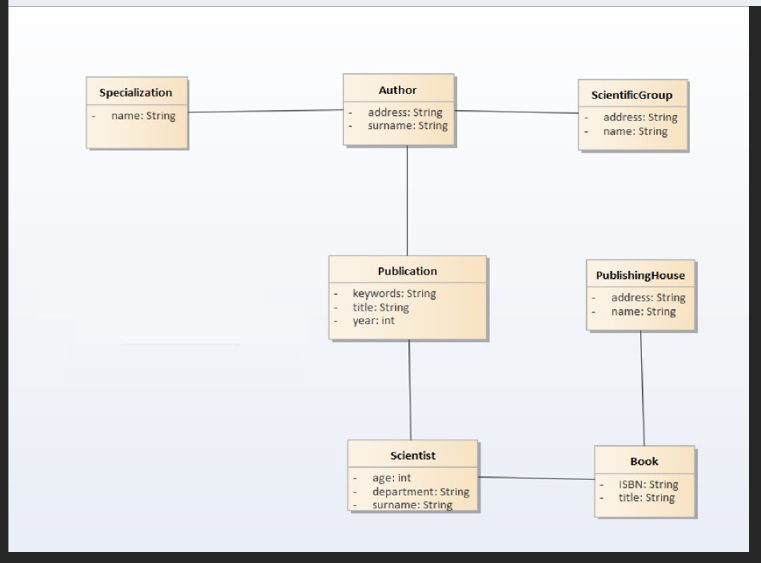 Specialization
- name: String
Author
- address: String
- surname: String
ScientificGroup
- address: String
- name: String
Publication
- keywords: String
- title: String
- year: int
PublishingHouse
- address: String
- name: String
Scientist
- age: int
- department: String
- surname: String
Book
- ISBN: String
- title: String